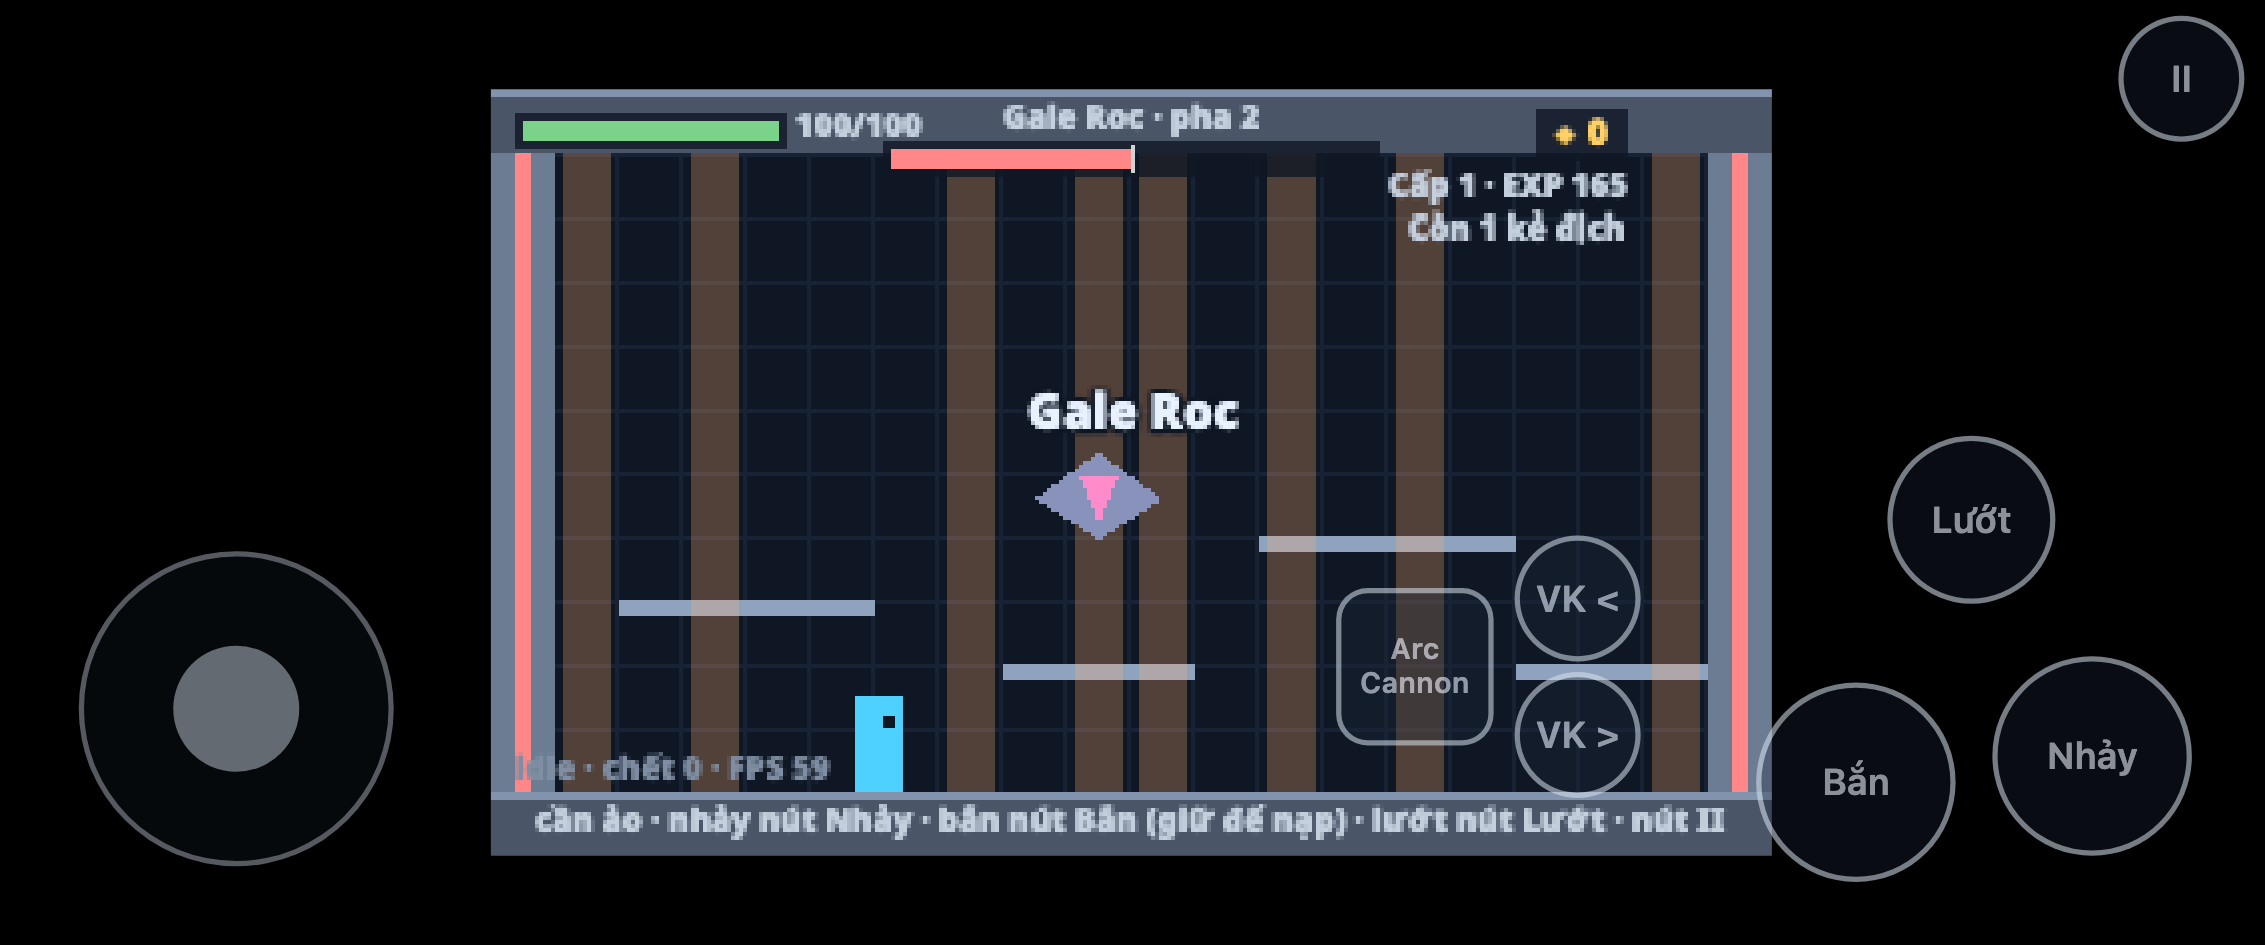 II
100/100
Gale Roc · pha 2
0
Cấp 1 · EXP 165
Còn 1 kẻ địch
Gale Roc
Lướt
VK <
Arc
Cannon
VK >
Bắn
Nhảy
Idle · chết 0 · FPS 59
cần ảo · nhảy nút Nhảy · bắn nút Bắn (giữ để nạp) · lướt nút Lướt · nút II